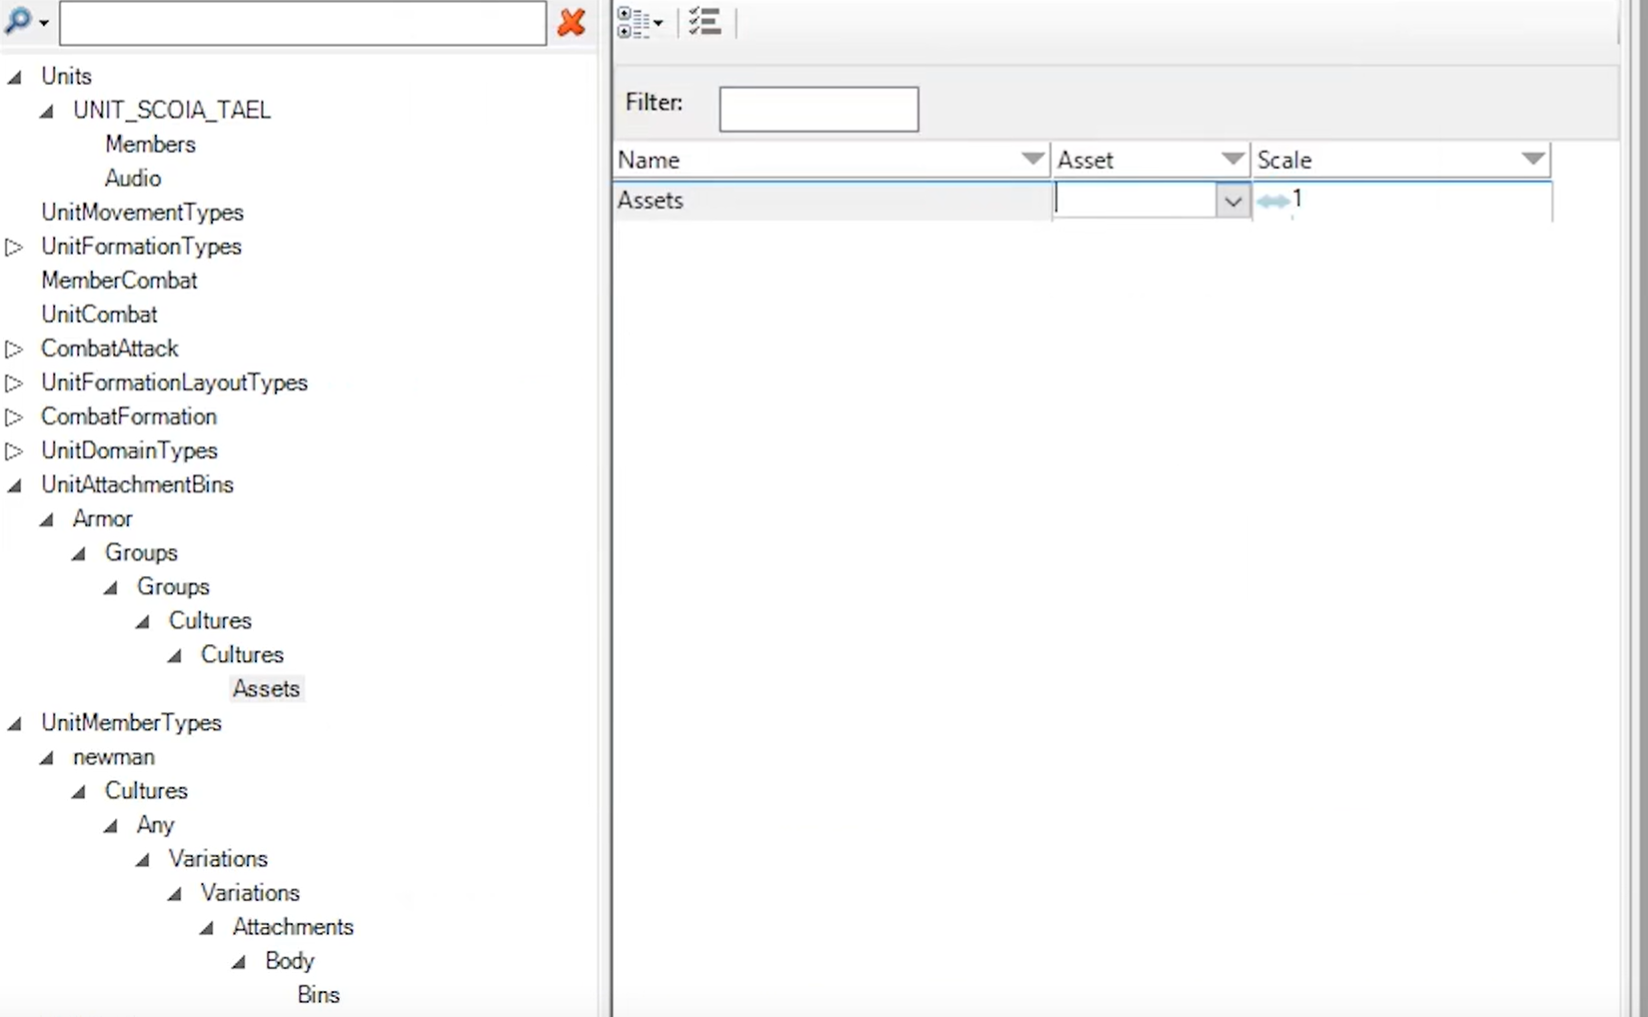 Units
UNIT_SCOIA_TAEL
Members
Audio
UnitMovementTypes
UnitFormationTypes
MemberCombat
UnitCombat
CombatAttack
UnitFormationLayoutTypes
CombatFormation
UnitDomainTypes
UnitAttachmentBins
Armor
Groups
Groups
Cultures
Cultures
Assets
UnitMemberTypes
newman
Cultures
Any
Variations
Variations
Attachments
Body
Bins
Filter:
Name Asset Scale
Assets 1